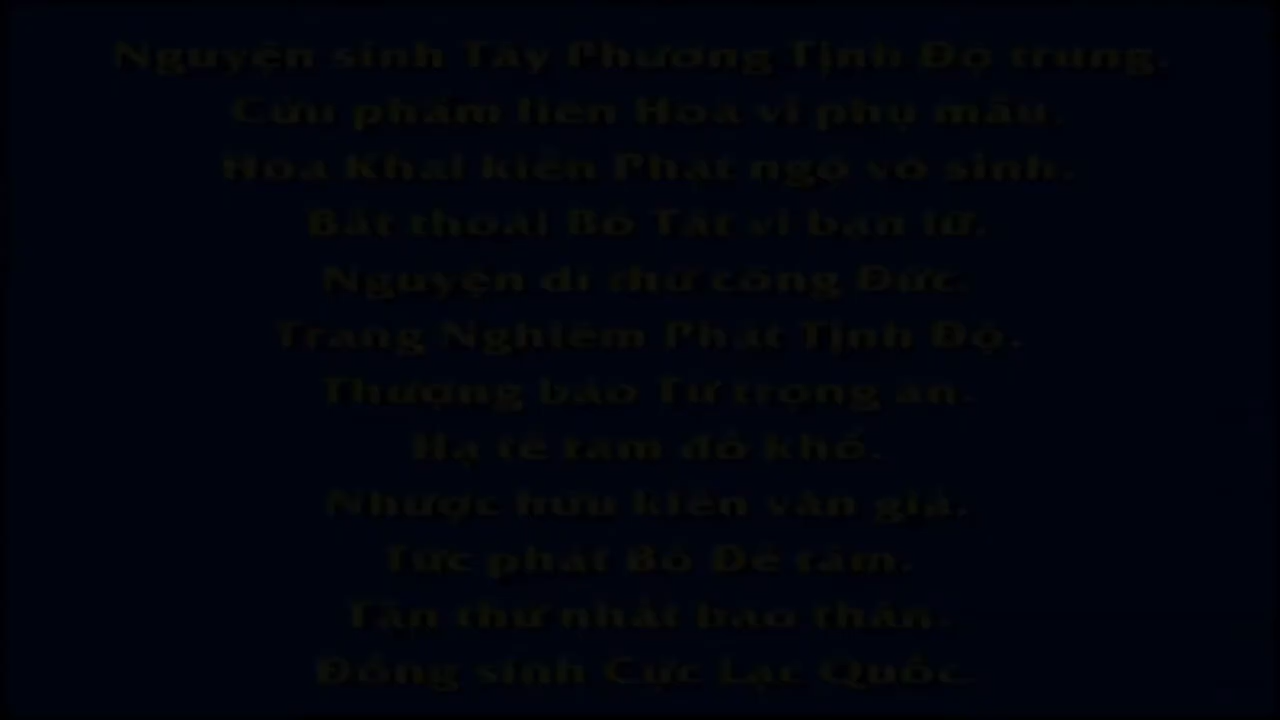 Nguyện sinh Tây Phương Tịnh Độ trung.
Cửu phẩm liên Hoa vi phụ mẫu.
Hoa Khai kiến Phật ngộ vô sinh.
Bất thoái Bồ Tát vi bạn lữ.
Nguyện dĩ thử công Đức.
Trang Nghiêm Phật Tịnh Độ.
Thượng báo Tứ trọng ân.
Hạ tế tam đồ khổ.
Nhược hữu kiến văn giả.
Tức phát Bồ Đề tâm.
Tận thử nhất báo thân.
Đồng sinh Cực Lạc Quốc.